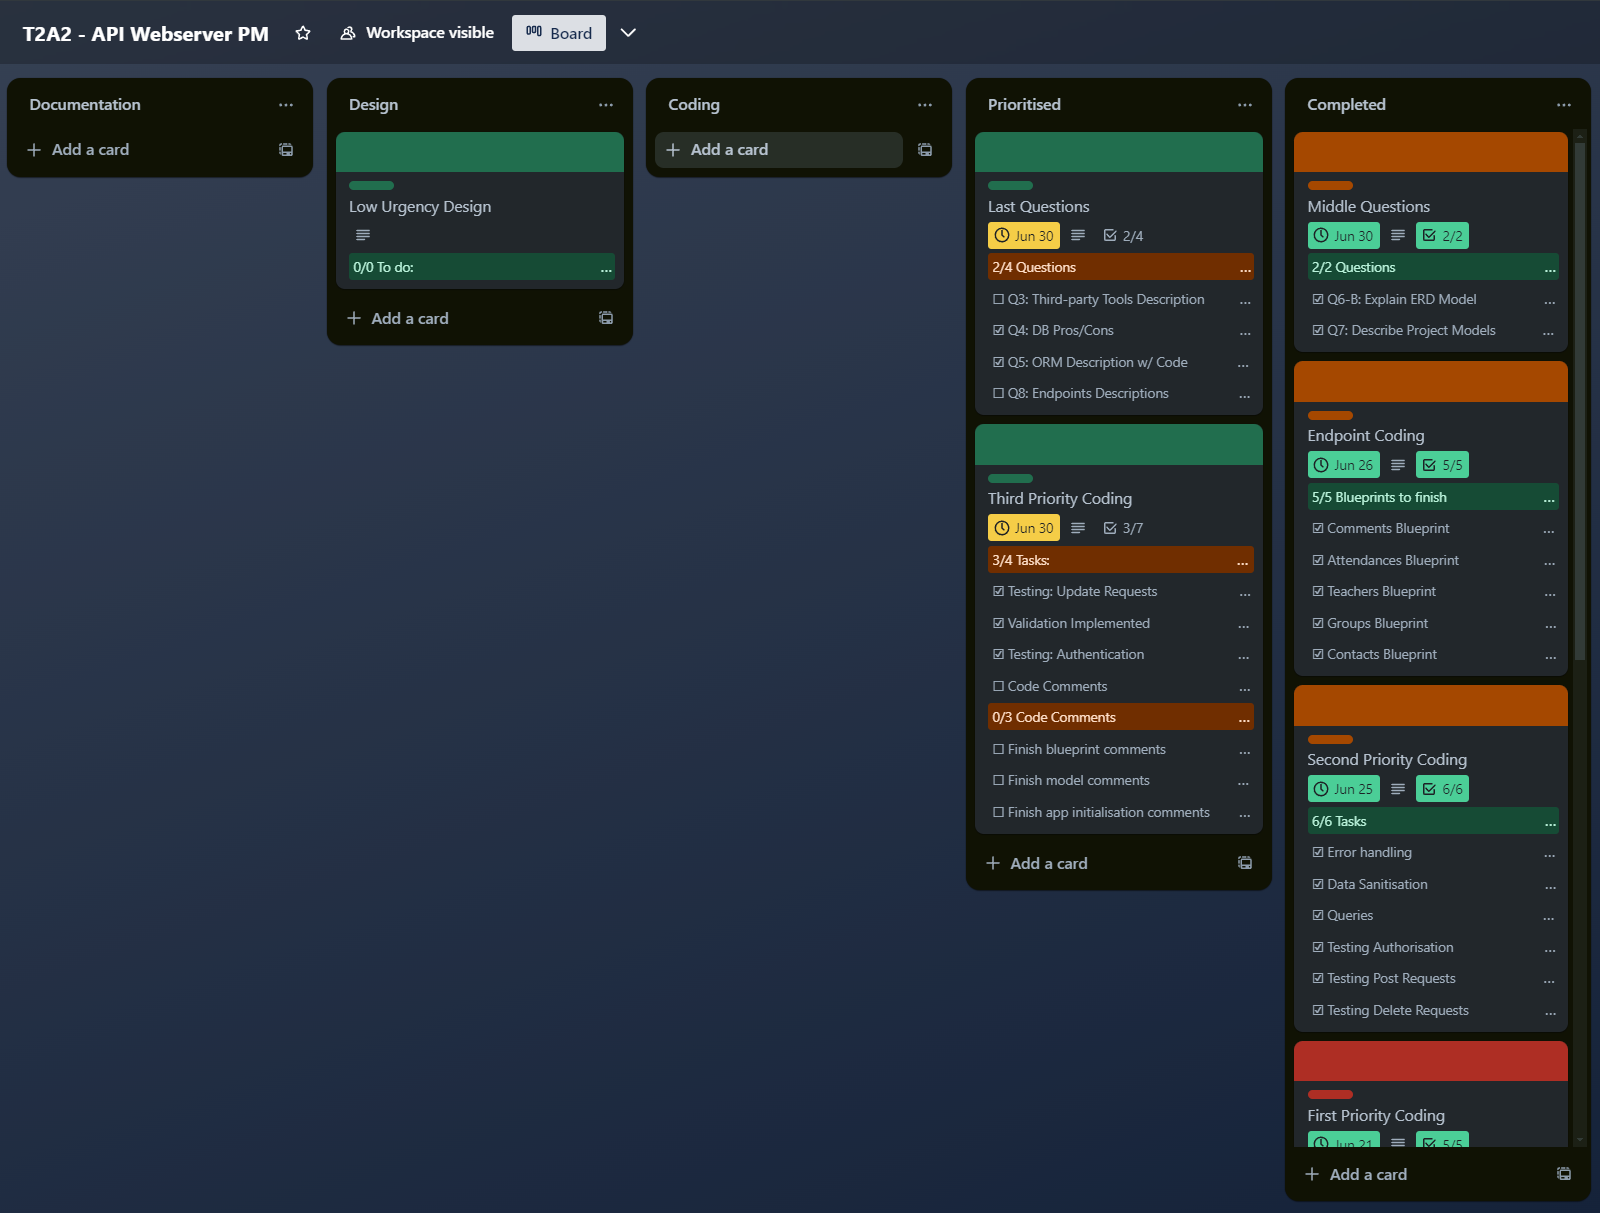 T2A2 - API Webserver PM
Workspace visible
Board
Documentation
Add a card
Design
Low Urgency Design
0/0 To do:
Add a card
Coding
Add a card
Prioritised
Last Questions
Jun 30
2/4
2/4 Questions
Q3: Third-party Tools Description
Q4: DB Pros/Cons
Q5: ORM Description w/ Code
Q8: Endpoints Descriptions
Third Priority Coding
Jun 30
3/7
3/4 Tasks:
Testing: Update Requests
Validation Implemented
Testing: Authentication
Code Comments
0/3 Code Comments
Finish blueprint comments
Finish model comments
Finish app initialisation comments
Add a card
Completed
Middle Questions
Jun 30
2/2
2/2 Questions
Q6-B: Explain ERD Model
Q7: Describe Project Models
Endpoint Coding
Jun 26
5/5
5/5 Blueprints to finish
Comments Blueprint
Attendances Blueprint
Teachers Blueprint
Groups Blueprint
Contacts Blueprint
Second Priority Coding
Jun 25
6/6
6/6 Tasks
Error handling
Data Sanitisation
Queries
Testing Authorisation
Testing Post Requests
Testing Delete Requests
First Priority Coding
Jun 21
5/5
Add a card